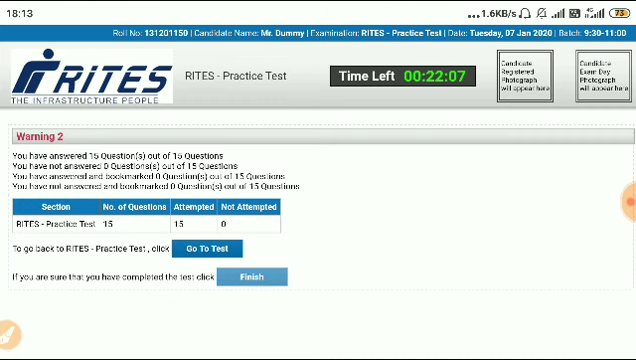 18:13
...1.6KB/s 4G 73
Roll No: 131201150 | Candidate Name: Mr. Dummy | Examination: RITES - Practice Test | Date: Tuesday, 07 Jan 2020 | Batch: 9:30-11:00
RITES
THE INFRASTRUCTURE PEOPLE
RITES - Practice Test
Time Left 00:22:07
Candidate
Registered
Photograph
will appear here
Candidate
Exam Day
Photograph
will appear here
Warning 2
You have answered 15 Question(s) out of 15 Questions
You have not answered 0 Questions(s) out of 15 Questions
You have answered and bookmarked 0 Question(s) out of 15 Questions
You have not answered and bookmarked 0 Question(s) out of 15 Questions
Section No. of Questions Attempted Not Attempted
RITES - Practice Test 15 15 0
To go back to RITES - Practice Test , click Go To Test
If you are sure that you have completed the test click Finish